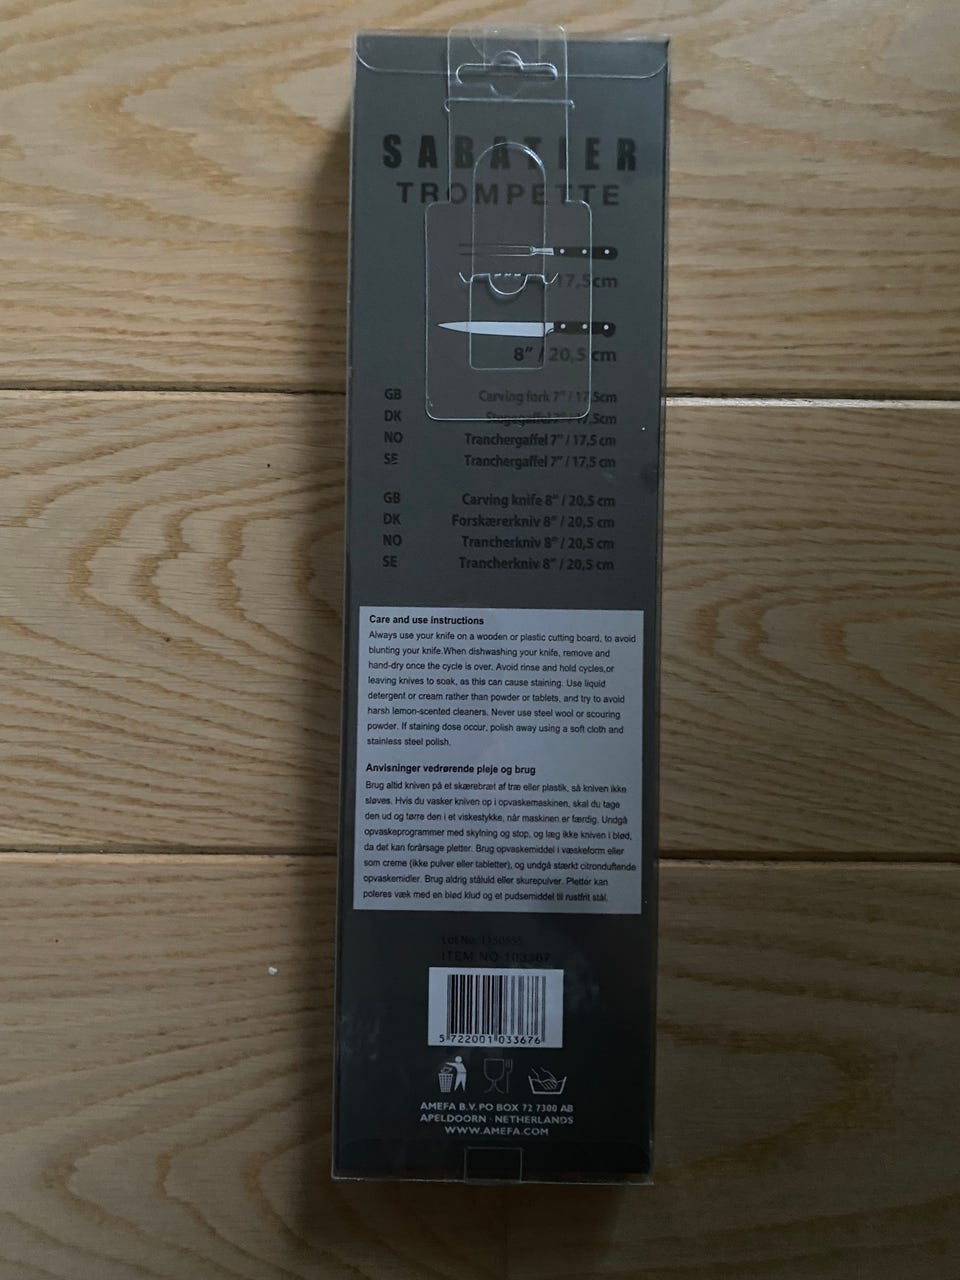 SABATIER
TROMPETTE
17,5cm
8" / 20,5 cm
GB Carving fork 7" / 17,5cm
DK Stegegaffel 7" / 17,5cm
NO Tranchergaffel 7" / 17,5 cm
SE Tranchergaffel 7" / 17,5 cm
GB Carving knife 8" / 20,5 cm
DK Forskærerkniv 8" / 20,5 cm
NO Trancherkniv 8" / 20,5 cm
SE Trancherkniv 8" / 20,5 cm
Care and use instructions
Always use your knife on a wooden or plastic cutting board, to avoid
blunting your knife.When dishwashing your knife, remove and
hand-dry once the cycle is over. Avoid rinse and hold cycles,or
leaving knives to soak, as this can cause staining. Use liquid
detergent or cream rather than powder or tablets, and try to avoid
harsh lemon-scented cleaners. Never use steel wool or scouring
powder. If staining dose occur, polish away using a soft cloth and
stainless steel polish.
Anvisninger vedrørende pleje og brug
Brug altid kniven på et skærebræt af træ eller plastik, så kniven ikke
sløves. Hvis du vasker kniven op i opvaskemaskinen, skal du tage
den ud og tørre den i et viskestykke, når maskinen er færdig. Undgå
opvaskeprogrammer med skylning og stop, og læg ikke kniven i blød,
da det kan forårsage pletter. Brug opvaskemiddel i væskeform eller
som creme (ikke pulver eller tabletter), og undgå stærkt citronduftende
opvaskemidler. Brug aldrig ståluld eller skurepulver. Pletter kan
poleres væk med en blød klud og et pudsemiddel til rustfrit stål.
Lot No: 1150555
ITEM NO 103367
5 722001 033676
AMEFA B.V. PO BOX 72 7300 AB
APELDOORN - NETHERLANDS
WWW.AMEFA.COM